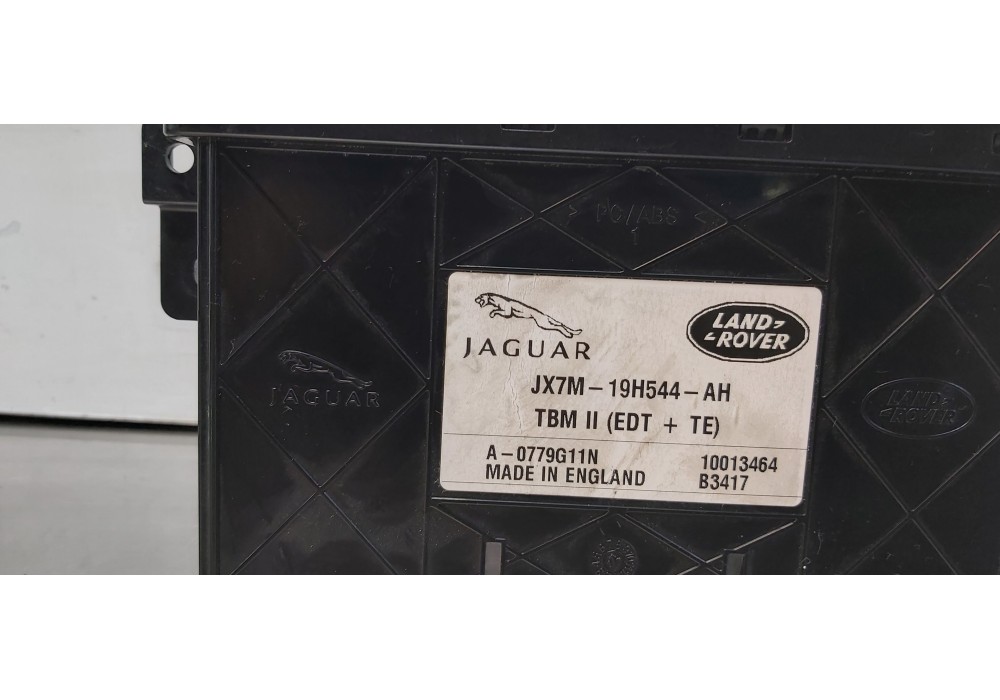 > PC/ABS <
1
JAGUAR
LAND
ROVER
JX7M-19H544-AH
TBM II (EDT + TE)
A-0779G11N
10013464
MADE IN ENGLAND
B3417
JAGUAR
LAND
ROVER